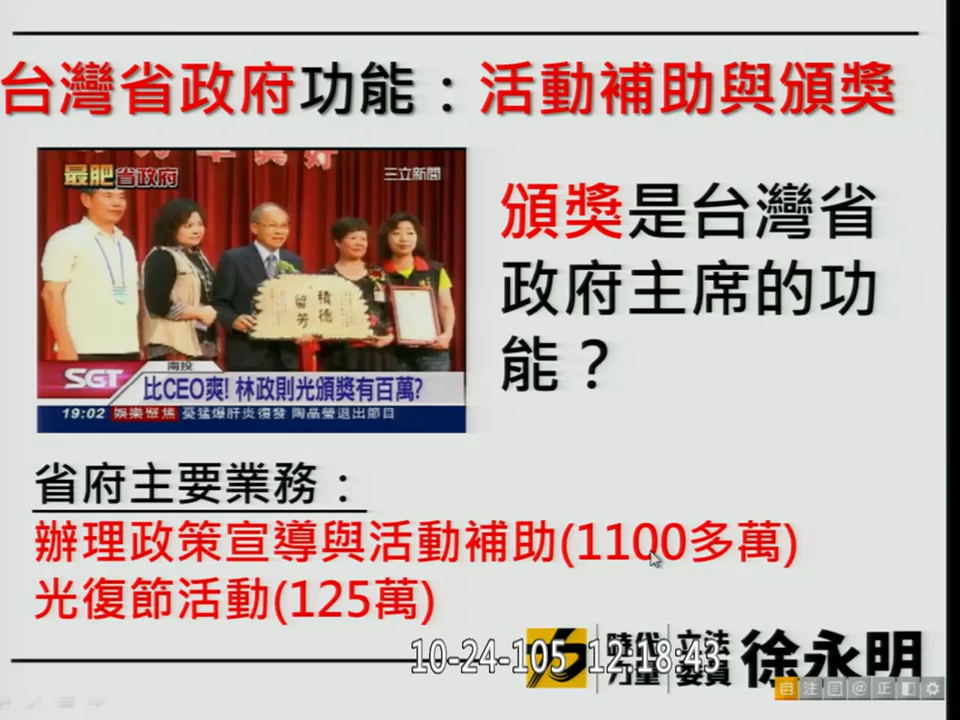 台灣省政府功能：活動補助與頒獎
最肥省政府
三立新聞
積德
留芳
南投
SGT
比CEO爽! 林政則光頒獎有百萬?
19:02 娛樂聚焦 憂猛爆肝炎復發 陶晶瑩退出節目
頒獎是台灣省
政府主席的功
能？
省府主要業務：
辦理政策宣導與活動補助(1100多萬)
光復節活動(125萬)
時代 立法
力量 委員
徐永明
10-24-105 12:18:43
自 注 @ 正